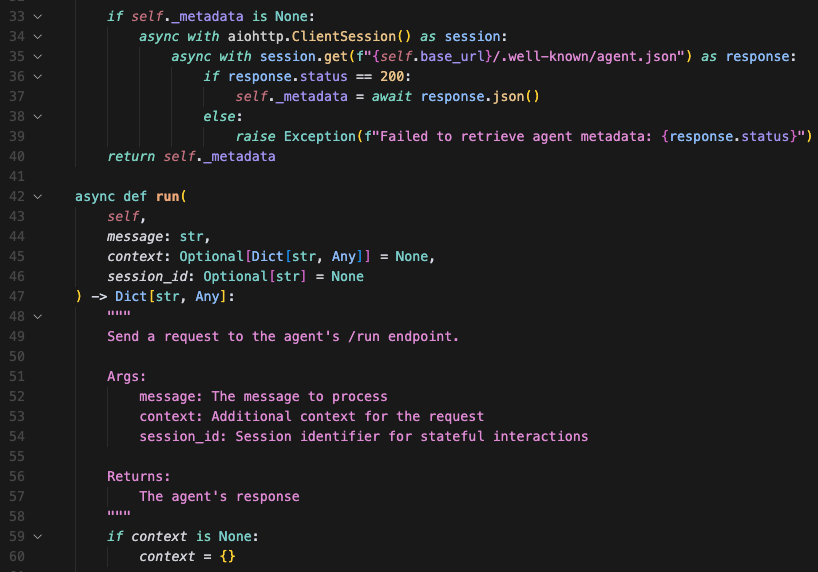 33 if self._metadata is None:
34 async with aiohttp.ClientSession() as session:
35 async with session.get(f"{self.base_url}/.well-known/agent.json") as response:
36 if response.status == 200:
37 self._metadata = await response.json()
38 else:
39 raise Exception(f"Failed to retrieve agent metadata: {response.status}")
40 return self._metadata
41
42 async def run(
43 self,
44 message: str,
45 context: Optional[Dict[str, Any]] = None,
46 session_id: Optional[str] = None
47 ) -> Dict[str, Any]:
48 """
49 Send a request to the agent's /run endpoint.
50
51 Args:
52 message: The message to process
53 context: Additional context for the request
54 session_id: Session identifier for stateful interactions
55
56 Returns:
57 The agent's response
58 """
59 if context is None:
60 context = {}